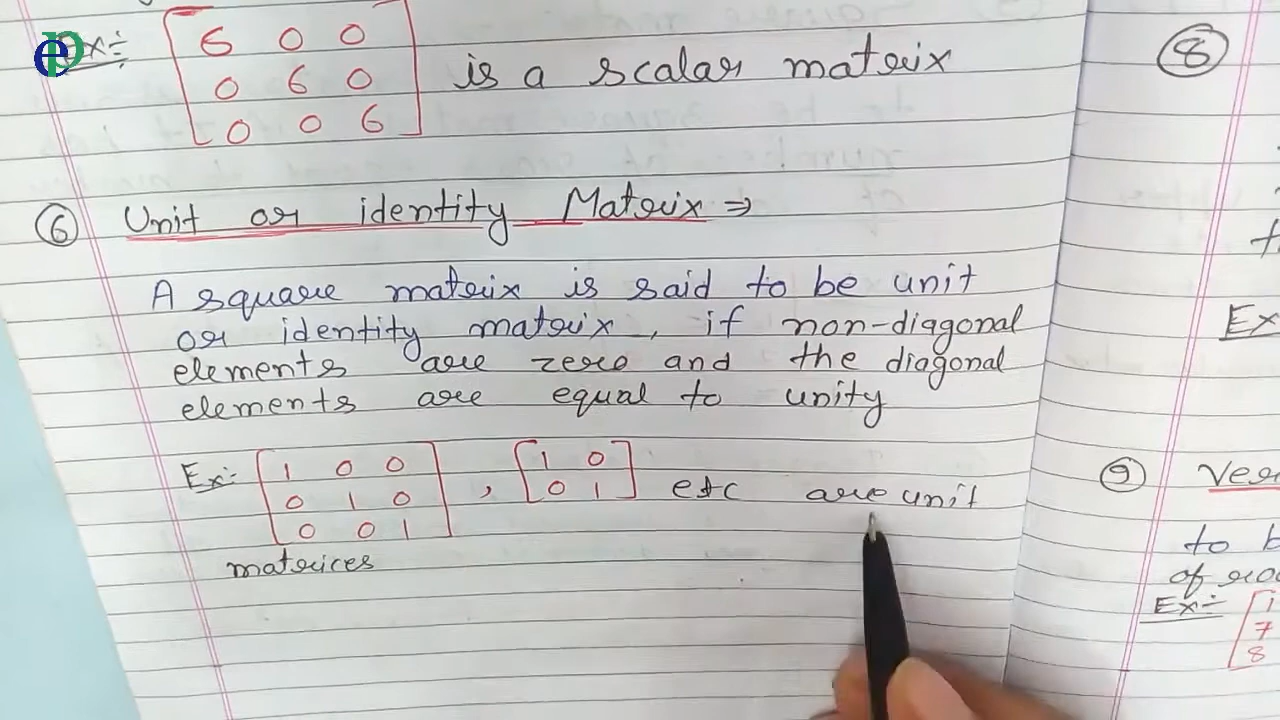 Ex÷ [6 0 0
0 6 0
0 0 6] is a scalar matrix
6 Unit or identity Matrix ⇒
A square matrix is said to be unit
or identity matrix, if non-diagonal
elements are zero and the diagonal
elements are equal to unity
Ex÷ [1 0 0
0 1 0
0 0 1] , [1 0
0 1] etc are unit
matrices
8
Ex
9
to b
of
Ex÷ [1
7
8